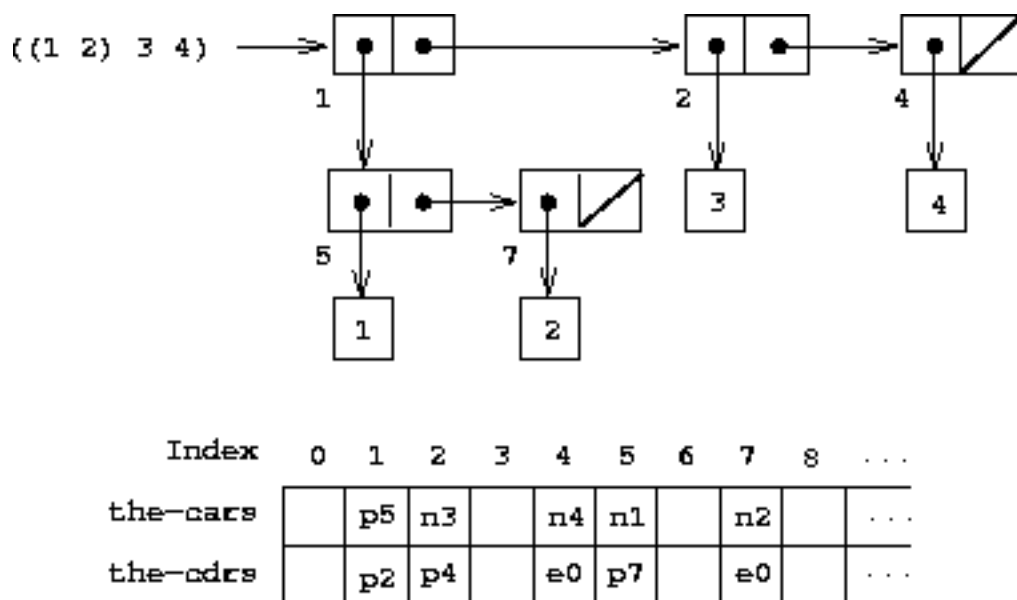 ((1 2) 3 4)
1 2 4
3 4
5 7
1 2
Index 0 1 2 3 4 5 6 7 8 ...
the-cars p5 n3 n4 n1 n2 ...
the-cdrs p2 p4 e0 p7 e0 ...